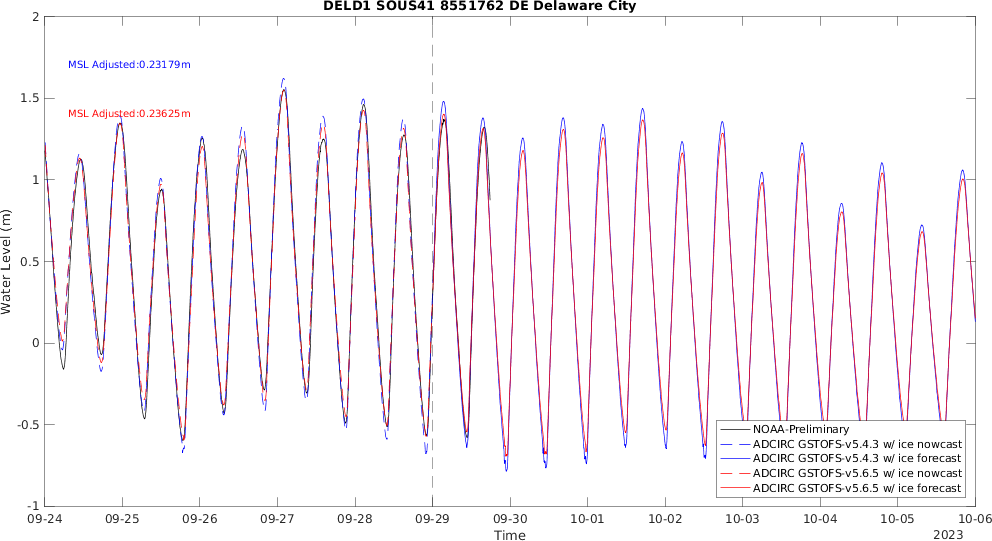 DELD1 SOUS41 8551762 DE Delaware City
2
MSL Adjusted:0.23179m
1.5
MSL Adjusted:0.23625m
1
Water Level (m)
0.5
0
-0.5
NOAA-Preliminary
ADCIRC GSTOFS-v5.4.3 w/ ice nowcast
ADCIRC GSTOFS-v5.4.3 w/ ice forecast
ADCIRC GSTOFS-v5.6.5 w/ ice nowcast
ADCIRC GSTOFS-v5.6.5 w/ ice forecast
-1
09-24 09-25 09-26 09-27 09-28 09-29 09-30 10-01 10-02 10-03 10-04 10-05 10-06
Time 2023